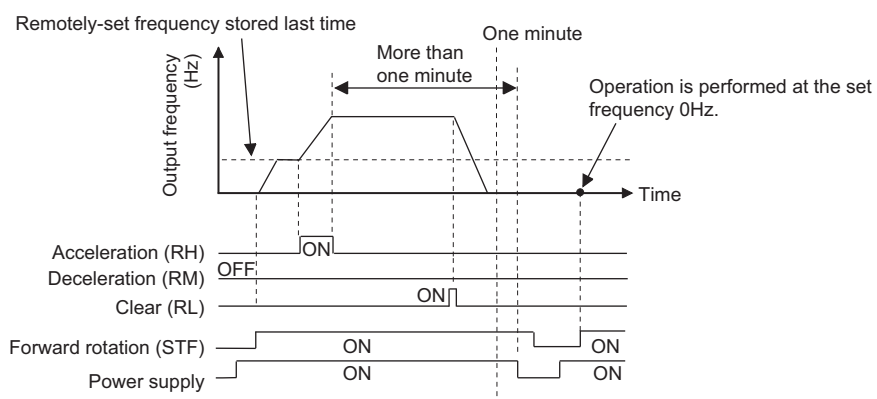 Remotely-set frequency stored last time
One minute
More than
one minute
Operation is performed at the set
frequency 0Hz.
Output frequency
(Hz)
Time
Acceleration (RH)
ON
Deceleration (RM)
OFF
Clear (RL)
ON
Forward rotation (STF)
ON
ON
Power supply
ON
ON